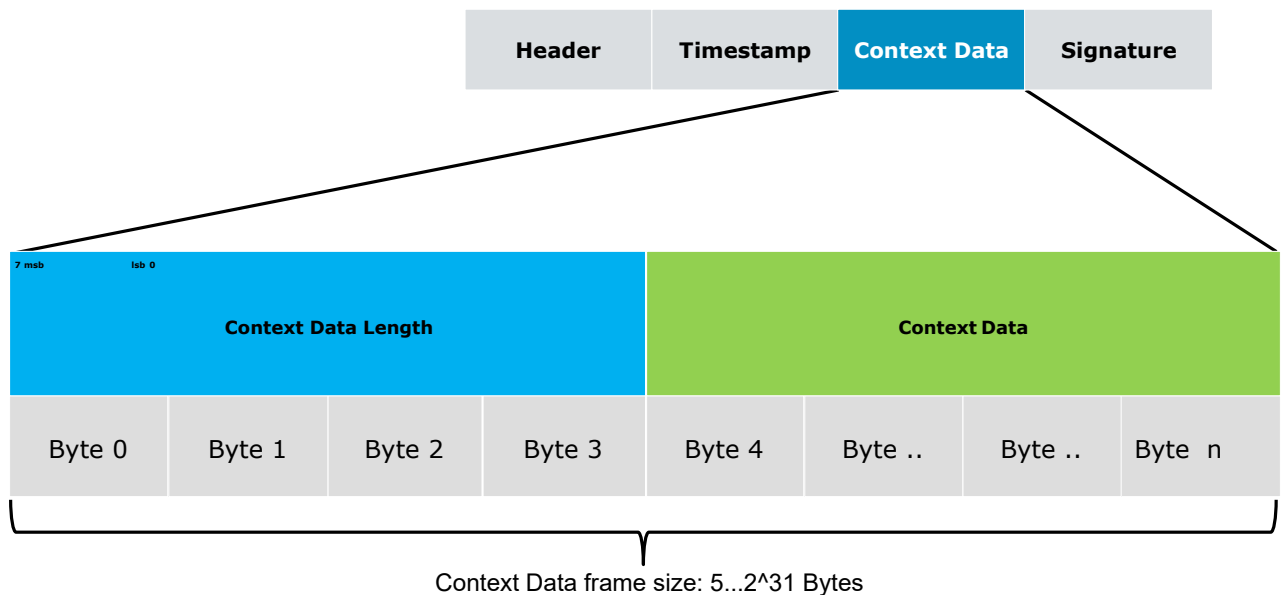 Header Timestamp Context Data Signature
7 msb lsb 0
Context Data Length Context Data
Byte 0 Byte 1 Byte 2 Byte 3 Byte 4 Byte .. Byte .. Byte n
Context Data frame size: 5...2^31 Bytes